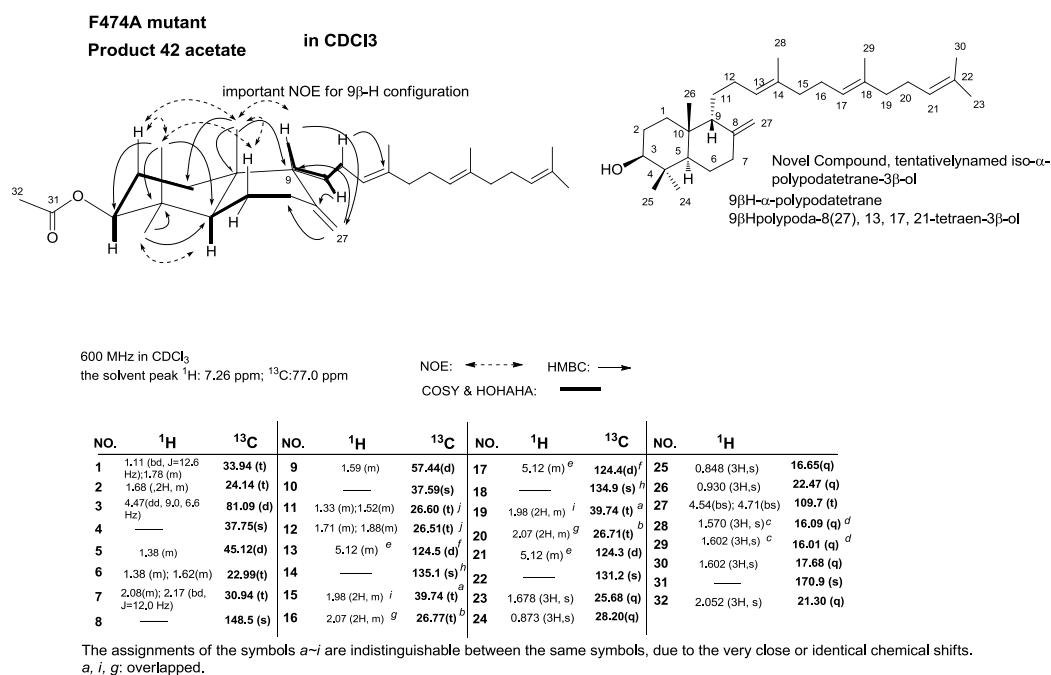 F474A mutant
Product 42 acetate
in CDCl3
important NOE for 9β-H configuration
H
H
H
H
9
H
32
31
O
O
H
H
H
27
28
29
30
12
13
14
15
16
17
18
19
20
21
22
23
26
11
1
2
9
8
27
10
3
5
H
HO
4
6
7
H
25
24
Novel Compound, tentativelynamed iso-α-
polypodatetrane-3β-ol
9βH-α-polypodatetrane
9βHpolypoda-8(27), 13, 17, 21-tetraen-3β-ol
600 MHz in CDCl3
the solvent peak 1H: 7.26 ppm; 13C:77.0 ppm
NOE:
HMBC:
COSY & HOHAHA:
NO. 1H 13C
1 1.11 (bd, J=12.6 Hz);1.78 (m) 33.94 (t)
2 1.68 (,2H, m) 24.14 (t)
3 4.47(dd, 9.0, 6.6 Hz) 81.09 (d)
4 —— 37.75(s)
5 1.38 (m) 45.12(d)
6 1.38 (m); 1.62(m) 22.99(t)
7 2.08(m); 2.17 (bd, J=12.0 Hz) 30.94 (t)
8 —— 148.5 (s)
NO. 1H 13C
9 1.59 (m) 57.44(d)
10 —— 37.59(s)
11 1.33 (m);1.52(m) 26.60 (t) j
12 1.71 (m); 1.88(m) 26.51(t) j
13 5.12 (m) e 124.5 (d) f
14 —— 135.1 (s) h
15 1.98 (2H, m) i 39.74 (t) a
16 2.07 (2H, m) g 26.77(t) b
NO. 1H 13C
17 5.12 (m) e 124.4(d) f
18 —— 134.9 (s) h
19 1.98 (2H, m) i 39.74 (t) a
20 2.07 (2H, m) g 26.71(t) b
21 5.12 (m) e 124.3 (d)
22 —— 131.2 (s)
23 1.678 (3H, s) 25.68 (q)
24 0.873 (3H,s) 28.20(q)
NO. 1H
25 0.848 (3H,s) 16.65(q)
26 0.930 (3H,s) 22.47 (q)
27 4.54(bs); 4.71(bs) 109.7 (t)
28 1.570 (3H, s) c 16.09 (q) d
29 1.602 (3H,s) c 16.01 (q) d
30 1.602 (3H,s) 17.68 (q)
31 —— 170.9 (s)
32 2.052 (3H, s) 21.30 (q)
The assignments of the symbols a~i are indistinguishable between the same symbols, due to the very close or identical chemical shifts.
a, i, g: overlapped.